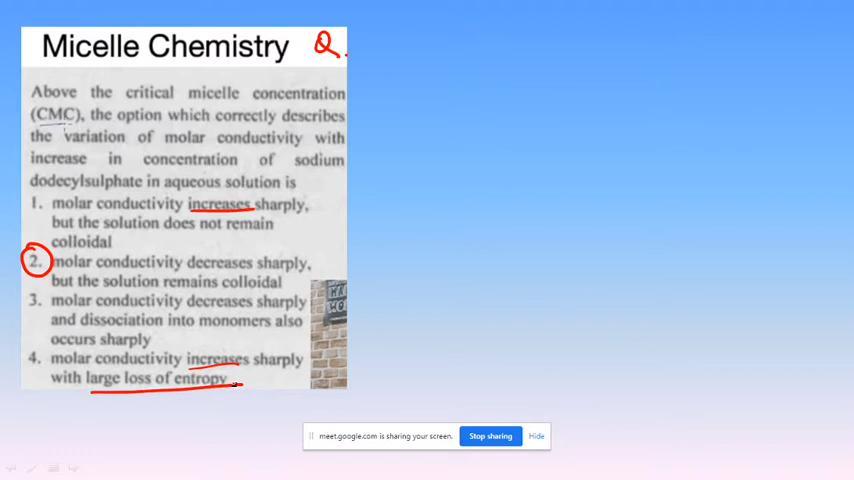 Micelle Chemistry Q.
Above the critical micelle concentration
(CMC), the option which correctly describes
the variation of molar conductivity with
increase in concentration of sodium
dodecylsulphate in aqueous solution is
1. molar conductivity increases sharply,
but the solution does not remain
colloidal
2. molar conductivity decreases sharply,
but the solution remains colloidal
3. molar conductivity decreases sharply
and dissociation into monomers also
occurs sharply
4. molar conductivity increases sharply
with large loss of entropy
meet.google.com is sharing your screen. Stop sharing Hide